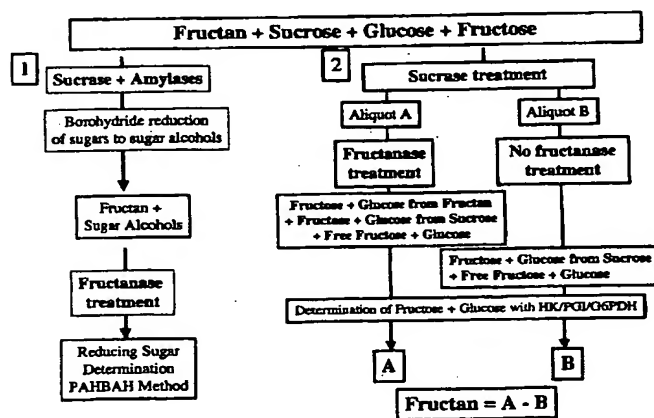 Fructan + Sucrose + Glucose + Fructose
1
Sucrase + Amylases
Borohydride reduction
of sugars to sugar alcohols
Fructan +
Sugar Alcohols
Fructanase
treatment
Reducing Sugar
Determination
PAHBAH Method
2
Sucrase treatment
Aliquot A
Aliquot B
Fructanase
treatment
No fructanase
treatment
Fructose + Glucose from Fructan
+ Fructose + Glucose from Sucrose
+ Free Fructose + Glucose
Fructose + Glucose from Sucrose
+ Free Fructose + Glucose
Determination of Fructose + Glucose with HK/PGI/G6PDH
A
B
Fructan = A - B